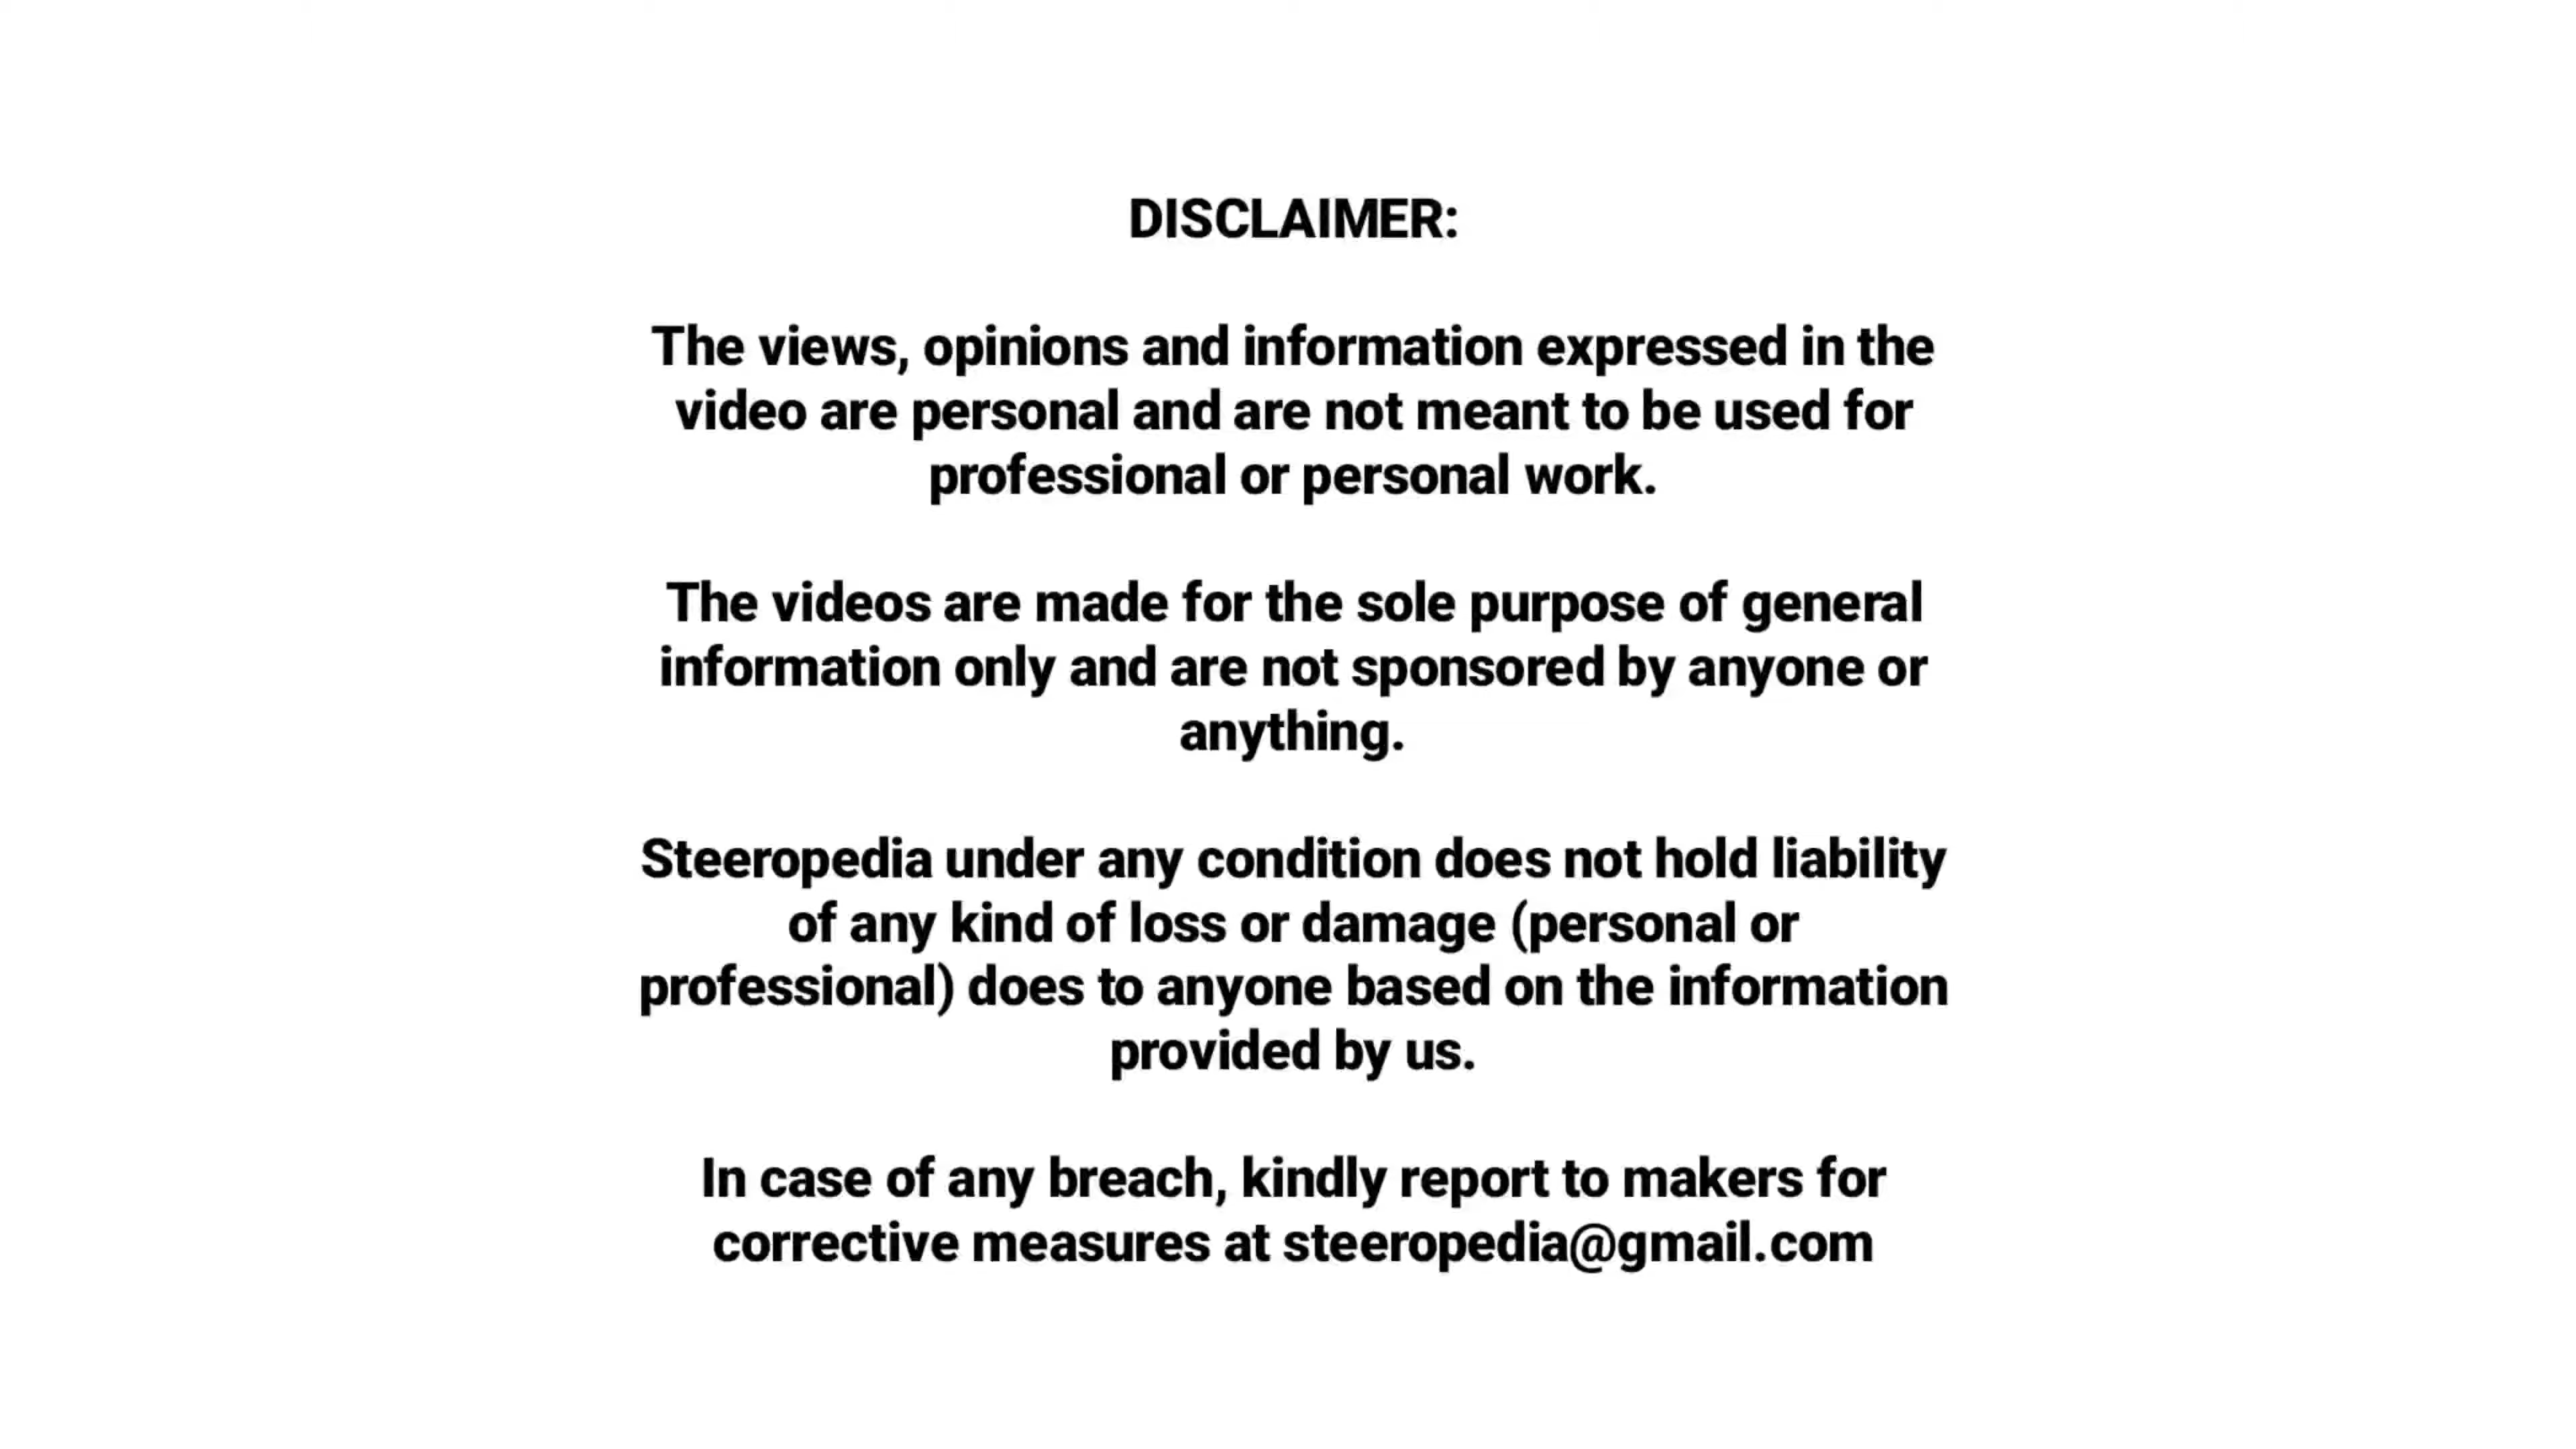 DISCLAIMER:
The views, opinions and information expressed in the
video are personal and are not meant to be used for
professional or personal work.
The videos are made for the sole purpose of general
information only and are not sponsored by anyone or
anything.
Steeropedia under any condition does not hold liability
of any kind of loss or damage (personal or
professional) does to anyone based on the information
provided by us.
In case of any breach, kindly report to makers for
corrective measures at steeropedia@gmail.com